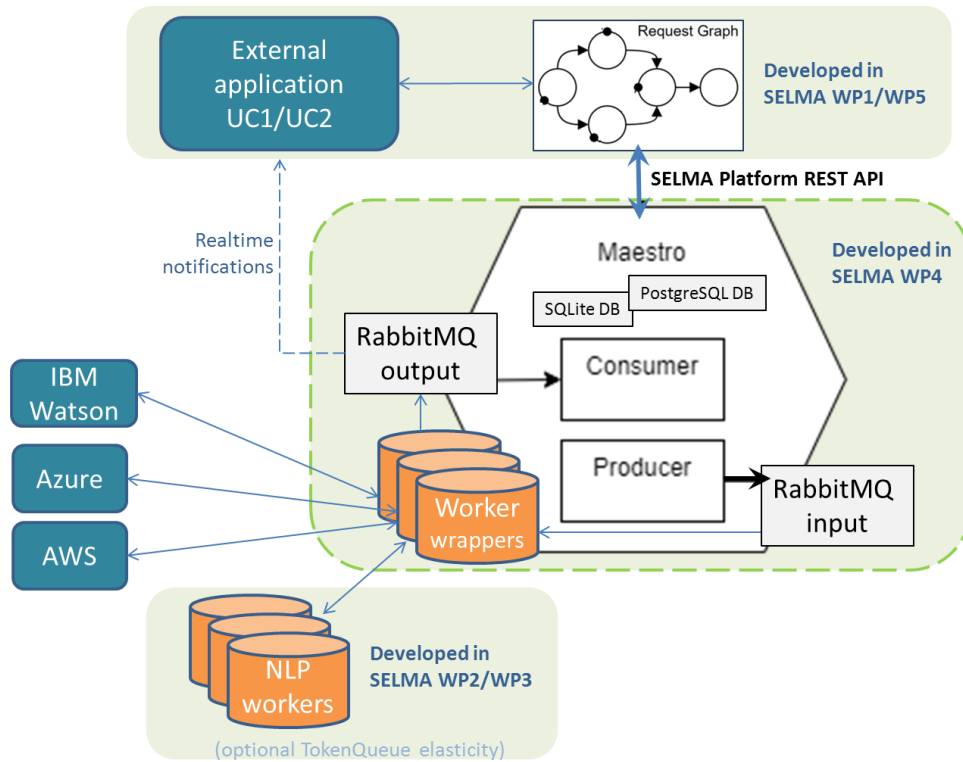 External
application
UC1/UC2
Request Graph
Developed in
SELMA WP1/WP5
SELMA Platform REST API
Realtime
notifications
Maestro
Developed in
SELMA WP4
SQLite DB
PostgreSQL DB
RabbitMQ
output
Consumer
IBM
Watson
Azure
AWS
Producer
Worker
wrappers
RabbitMQ
input
NLP
workers
Developed in
SELMA WP2/WP3
(optional TokenQueue elasticity)